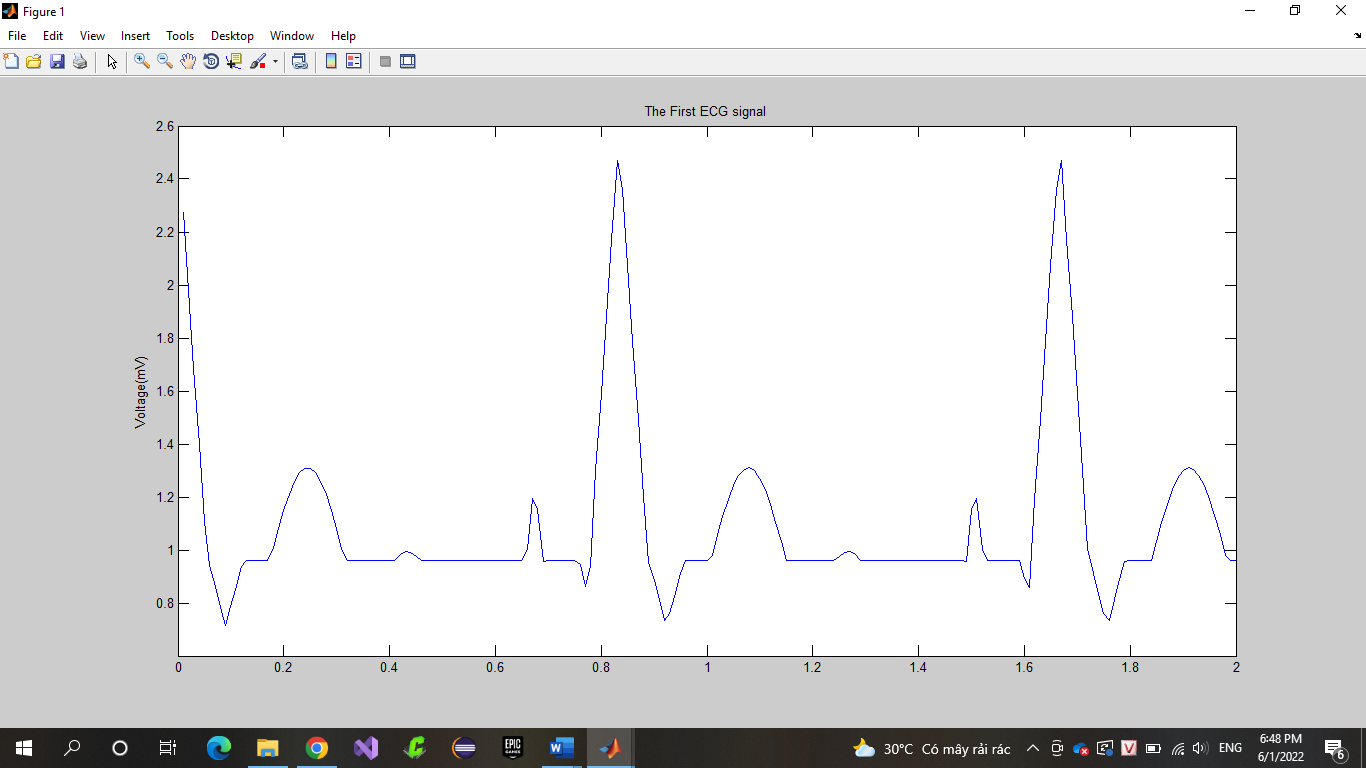 Figure 1
File Edit View Insert Tools Desktop Window Help
The First ECG signal
2.6
2.4
2.2
2
1.8
1.6
1.4
1.2
1
0.8
Voltage(mV)
0 0.2 0.4 0.6 0.8 1 1.2 1.4 1.6 1.8 2
EPIC
GAMES
30°C Có mây rải rác
V
ENG
6:48 PM
6/1/2022
6